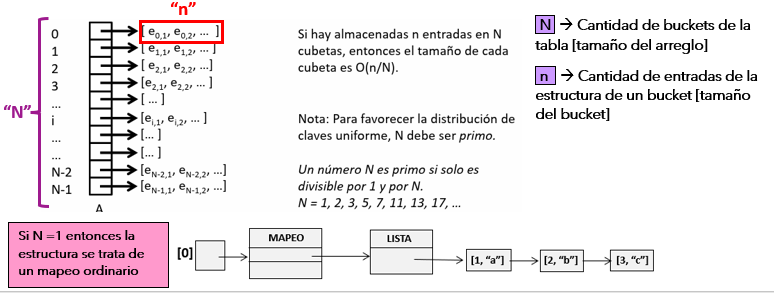 "n"
"N"
0
1
2
3
...
i
...
...
N-2
N-1
[ e0,1, e0,2, ... ]
[ e1,1, e1,2, ... ]
[ e2,1, e2,2, ...]
[e2,1, e2,2, ... ]
[ ... ]
[ei,1, ei,2, ... ]
[... ]
[... ]
[eN-2,1, eN-2,2, ...]
[eN-1,1, eN-1,2, ...]
A
Si hay almacenadas n entradas en N
cubetas, entonces el tamaño de cada
cubeta es O(n/N).
Nota: Para favorecer la distribución de
claves uniforme, N debe ser primo.
Un número N es primo si solo es
divisible por 1 y por N.
N = 1, 2, 3, 5, 7, 11, 13, 17, ...
N → Cantidad de buckets de la
tabla [tamaño del arreglo]
n → Cantidad de entradas de la
estructura de un bucket [tamaño
del bucket]
Si N =1 entonces la
estructura se trata de
un mapeo ordinario
[0]
MAPEO
LISTA
[1, "a"]
[2, "b"]
[3, "c"]